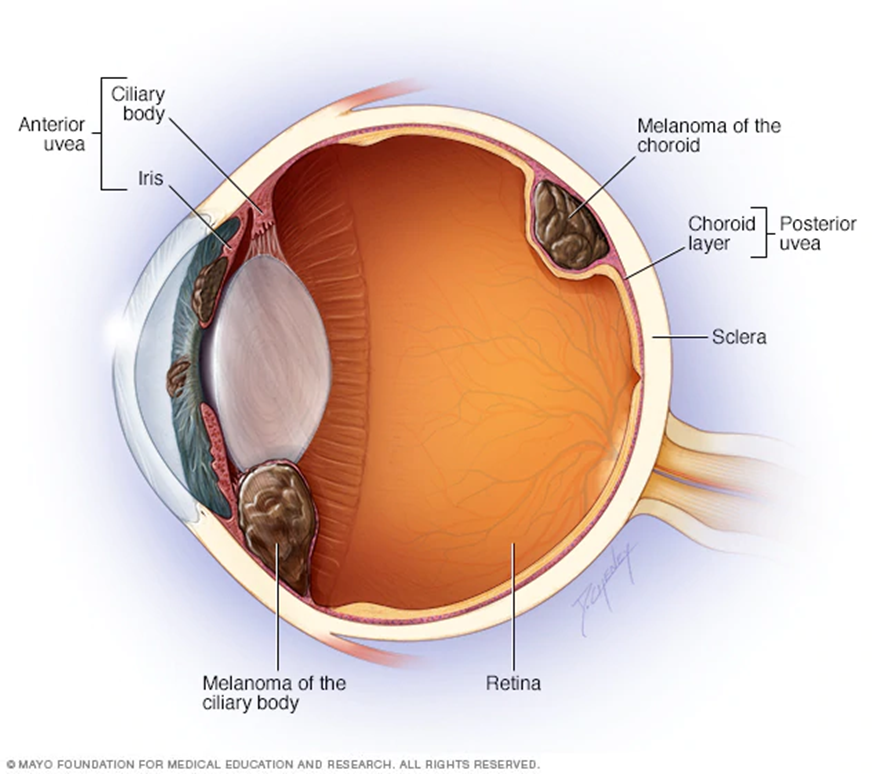 Ciliary
body
Anterior
uvea
Iris
Melanoma of the
choroid
Choroid
layer
Posterior
uvea
Sclera
Melanoma of the
ciliary body
Retina
© MAYO FOUNDATION FOR MEDICAL EDUCATION AND RESEARCH. ALL RIGHTS RESERVED.